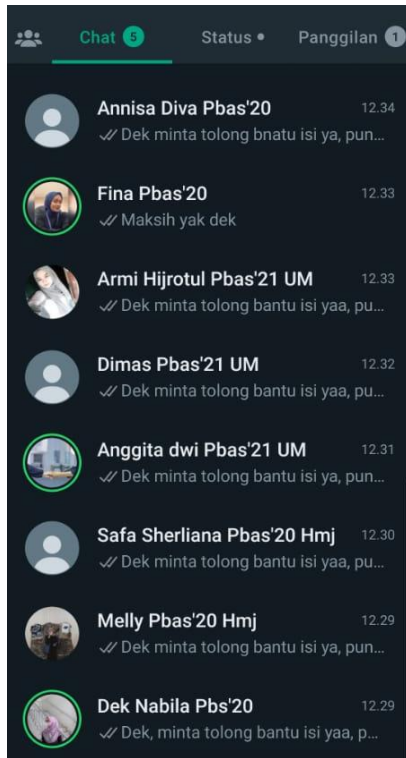 Chat 5 Status • Panggilan 1
Annisa Diva Pbas'20 12.34
Dek minta tolong bnatu isi ya, pun...
Fina Pbas'20 12.33
Maksih yak dek
Armi Hijrotul Pbas'21 UM 12.33
Dek minta tolong bantu isi yaa, pu...
Dimas Pbas'21 UM 12.32
Dek minta tolong bantu isi yaa, pu...
Anggita dwi Pbas'21 UM 12.31
Dek minta tolong bantu isi ya, pun...
Safa Sherliana Pbas'20 Hmj 12.30
Dek minta tolong bantu isi yaa, pu...
Melly Pbas'20 Hmj 12.29
Dek minta tolong bantu isi ya, pun...
Dek Nabila Pbs'20 12.29
Dek, minta tolong bantu isi yaa, p...